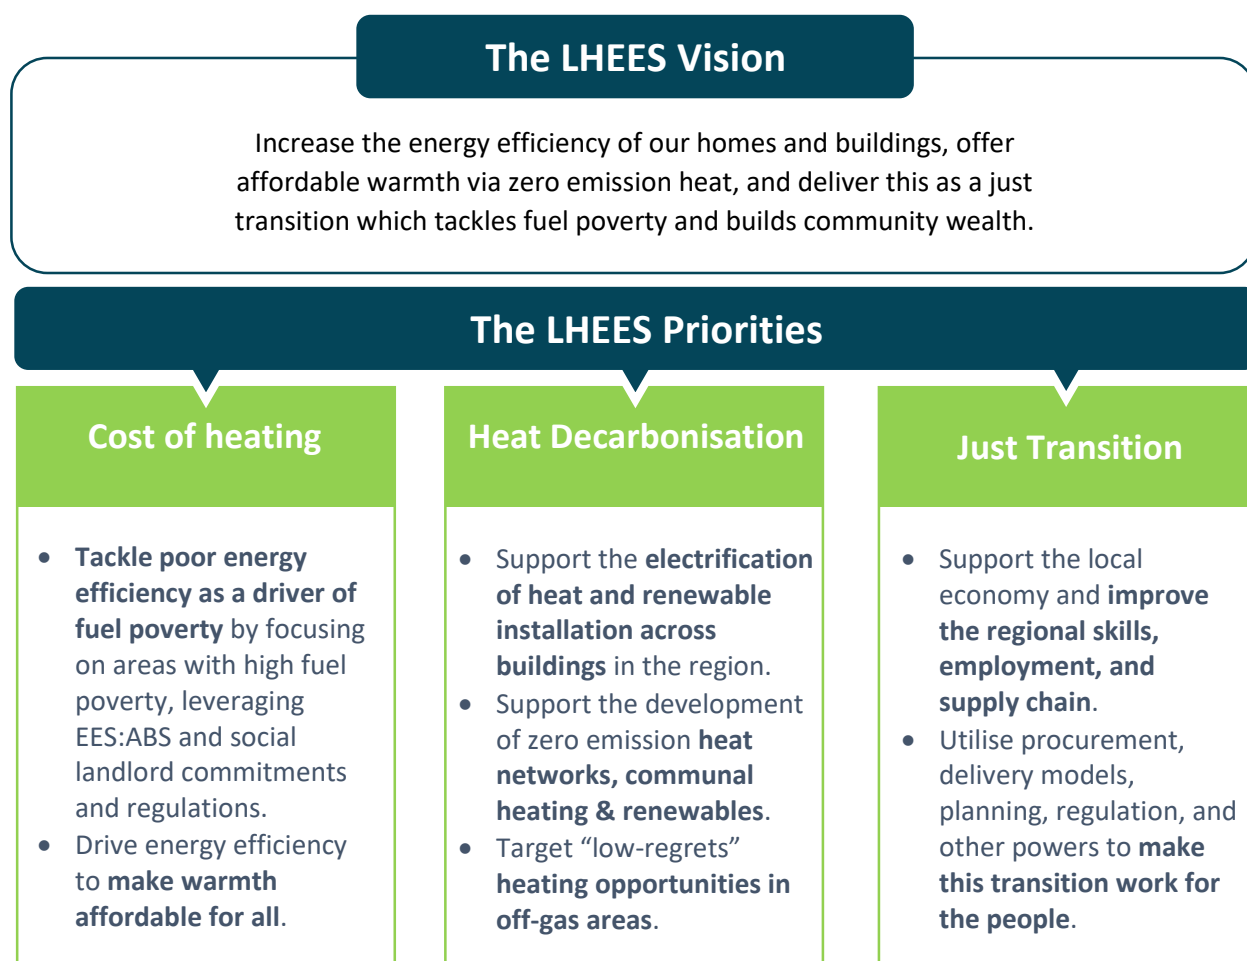 The LHEES Vision
Increase the energy efficiency of our homes and buildings, offer
affordable warmth via zero emission heat, and deliver this as a just
transition which tackles fuel poverty and builds community wealth.
The LHEES Priorities
Cost of heating
• Tackle poor energy
efficiency as a driver of
fuel poverty by focusing
on areas with high fuel
poverty, leveraging
EES:ABS and social
landlord commitments
and regulations.
• Drive energy efficiency
to make warmth
affordable for all.
Heat Decarbonisation
• Support the electrification
of heat and renewable
installation across
buildings in the region.
• Support the development
of zero emission heat
networks, communal
heating & renewables.
• Target “low-regrets”
heating opportunities in
off-gas areas.
Just Transition
• Support the local
economy and improve
the regional skills,
employment, and
supply chain.
• Utilise procurement,
delivery models,
planning, regulation, and
other powers to make
this transition work for
the people.